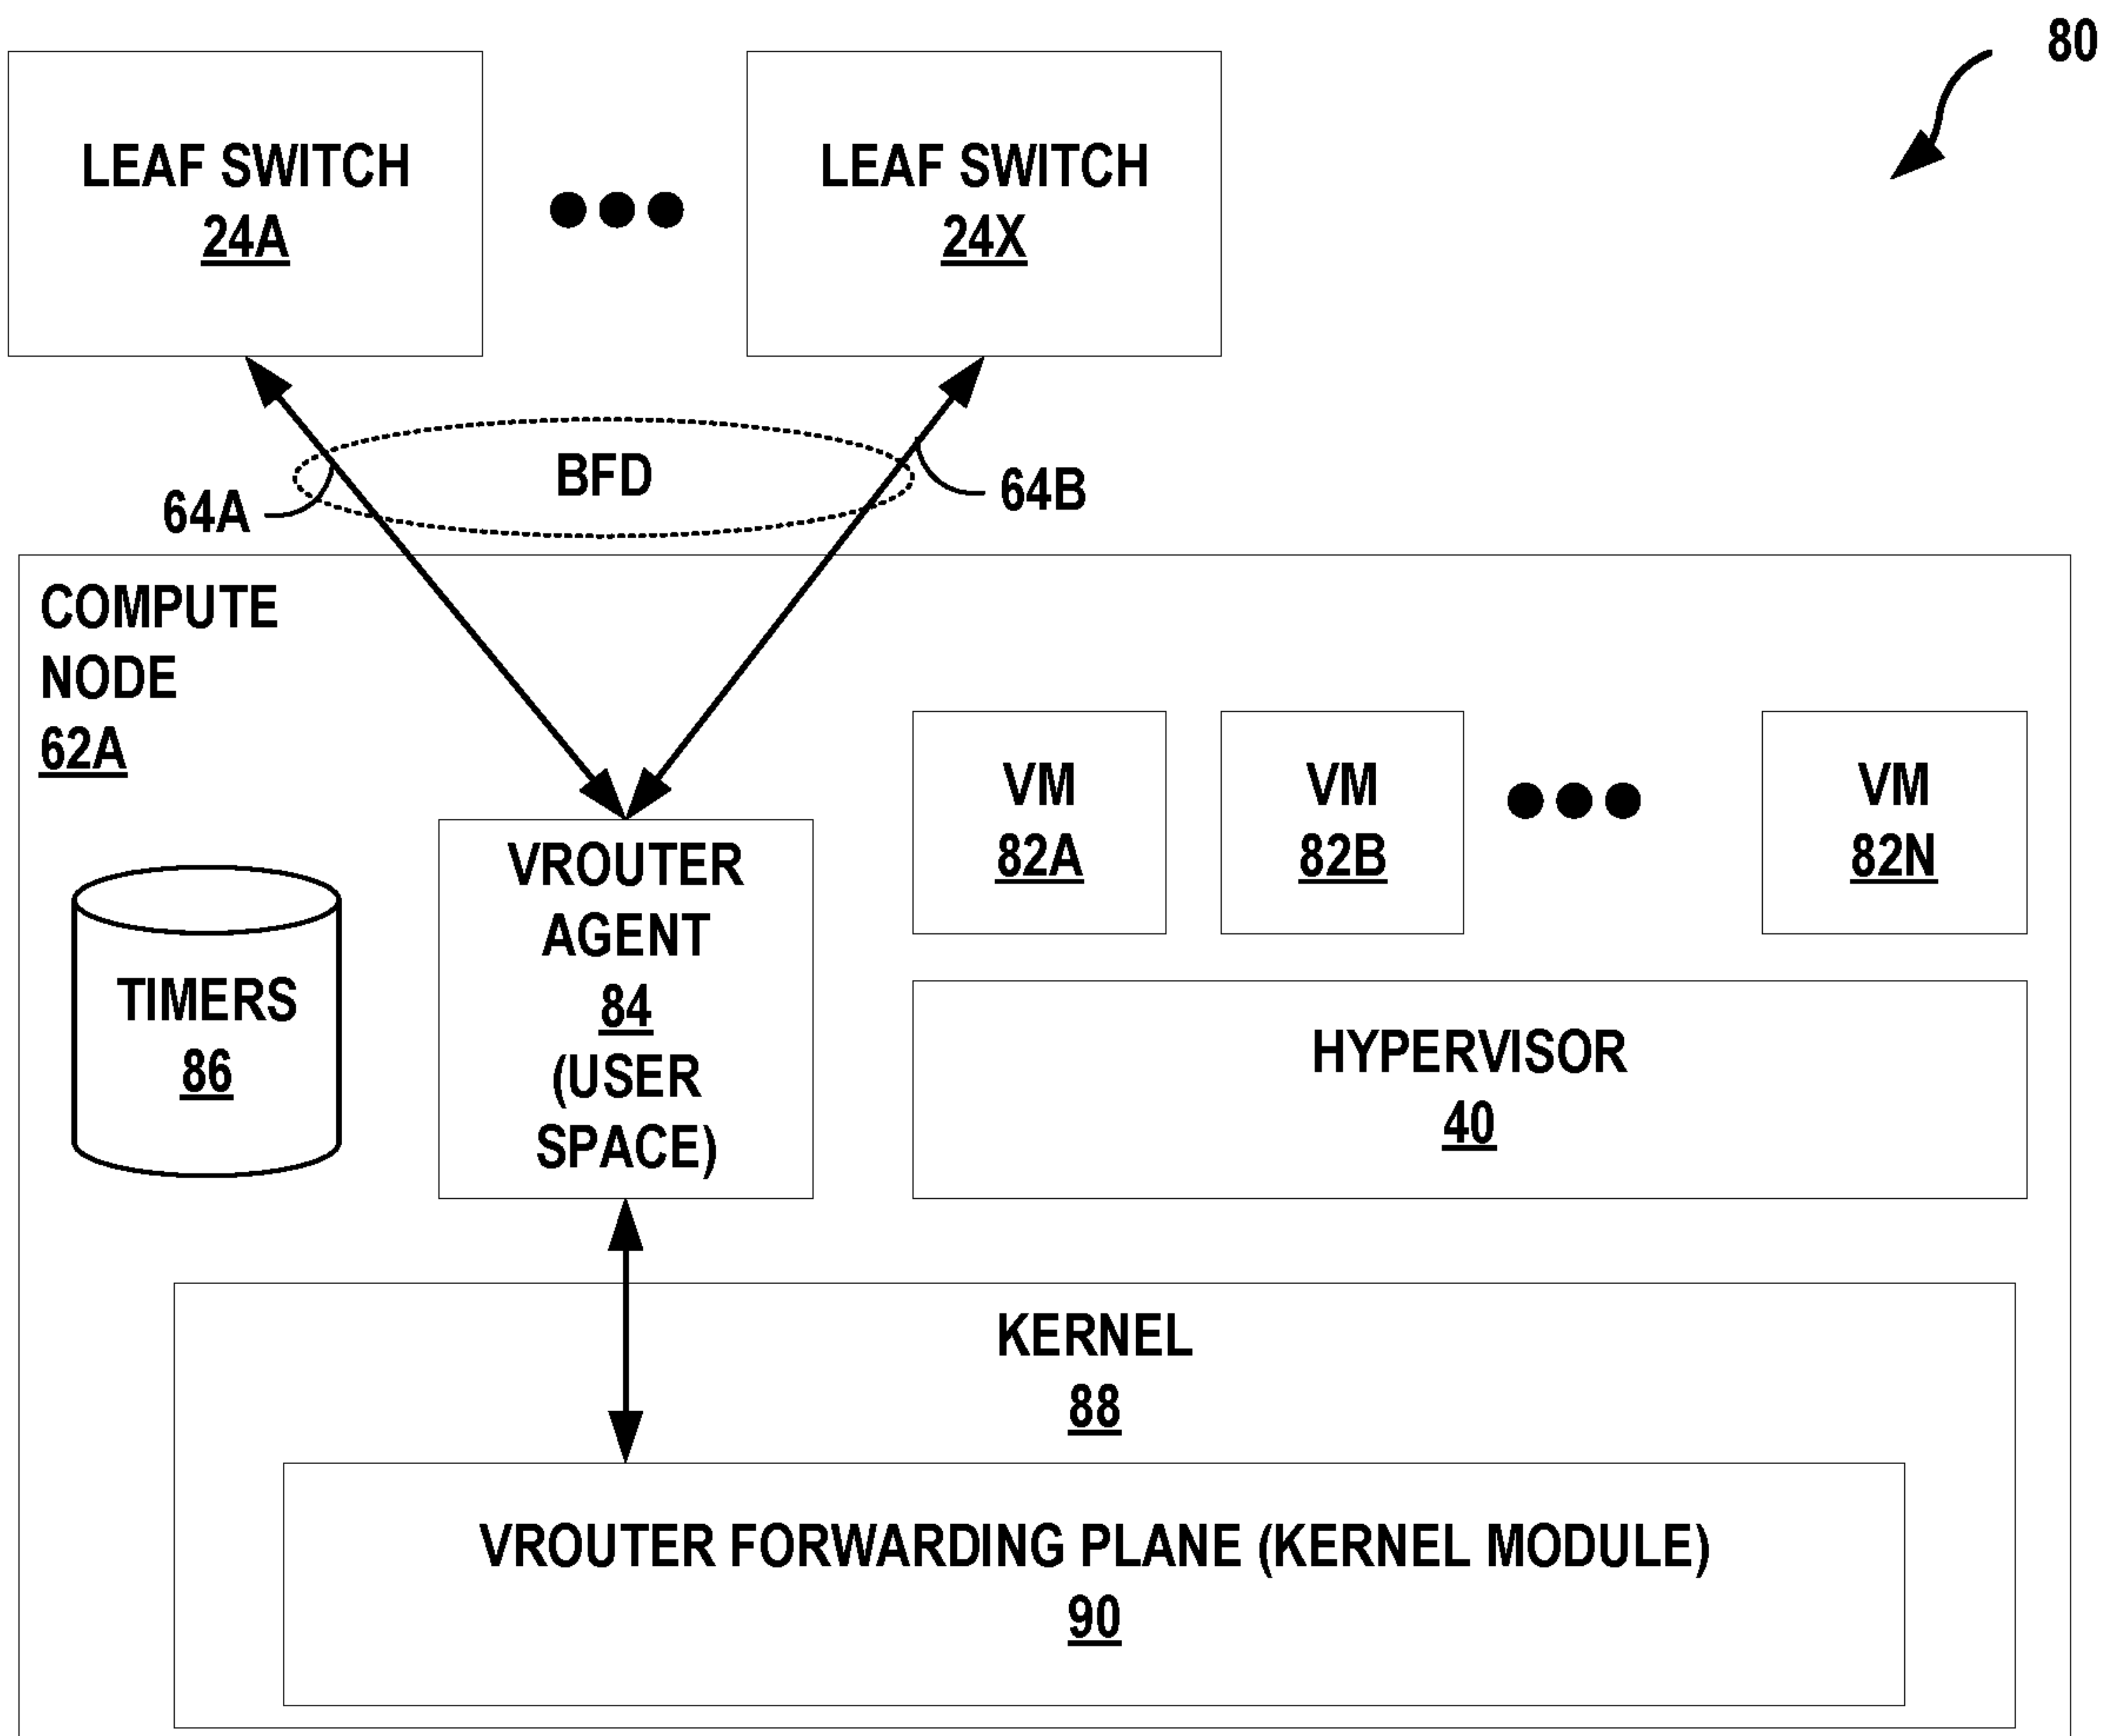 80
LEAF SWITCH
24A
LEAF SWITCH
24X
BFD
64A
64B
COMPUTE
NODE
62A
VM
82A
VM
82B
VM
82N
VROUTER
AGENT
84
(USER
SPACE)
TIMERS
86
HYPERVISOR
40
KERNEL
88
VROUTER FORWARDING PLANE (KERNEL MODULE)
90